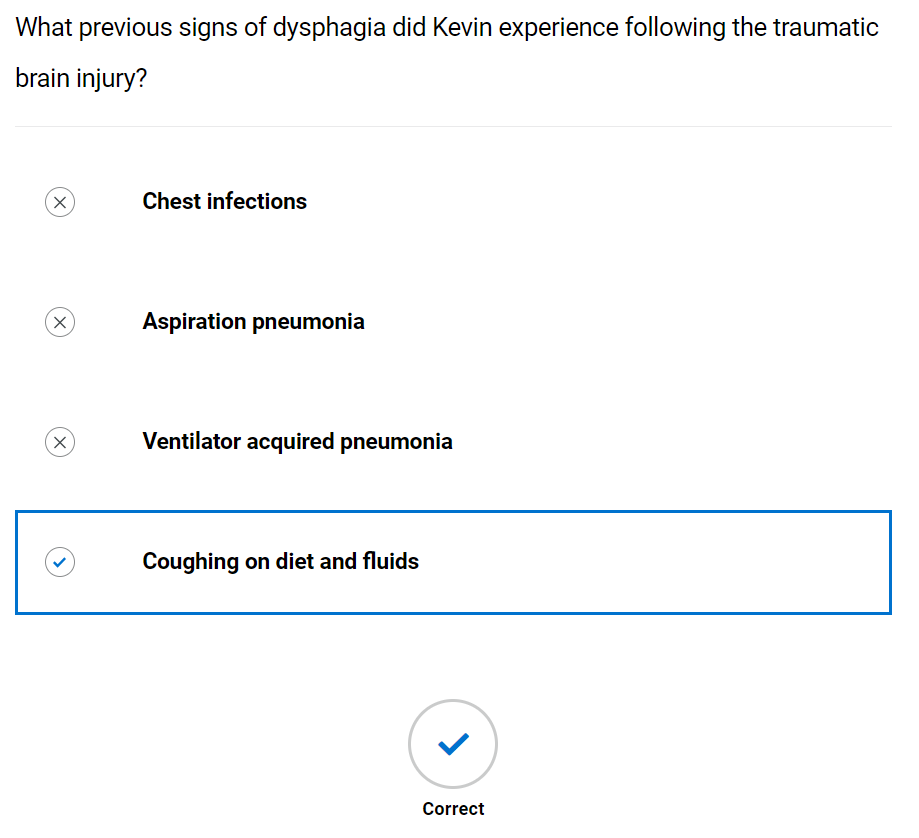 What previous signs of dysphagia did Kevin experience following the traumatic
brain injury?
Chest infections
Aspiration pneumonia
Ventilator acquired pneumonia
Coughing on diet and fluids
Correct